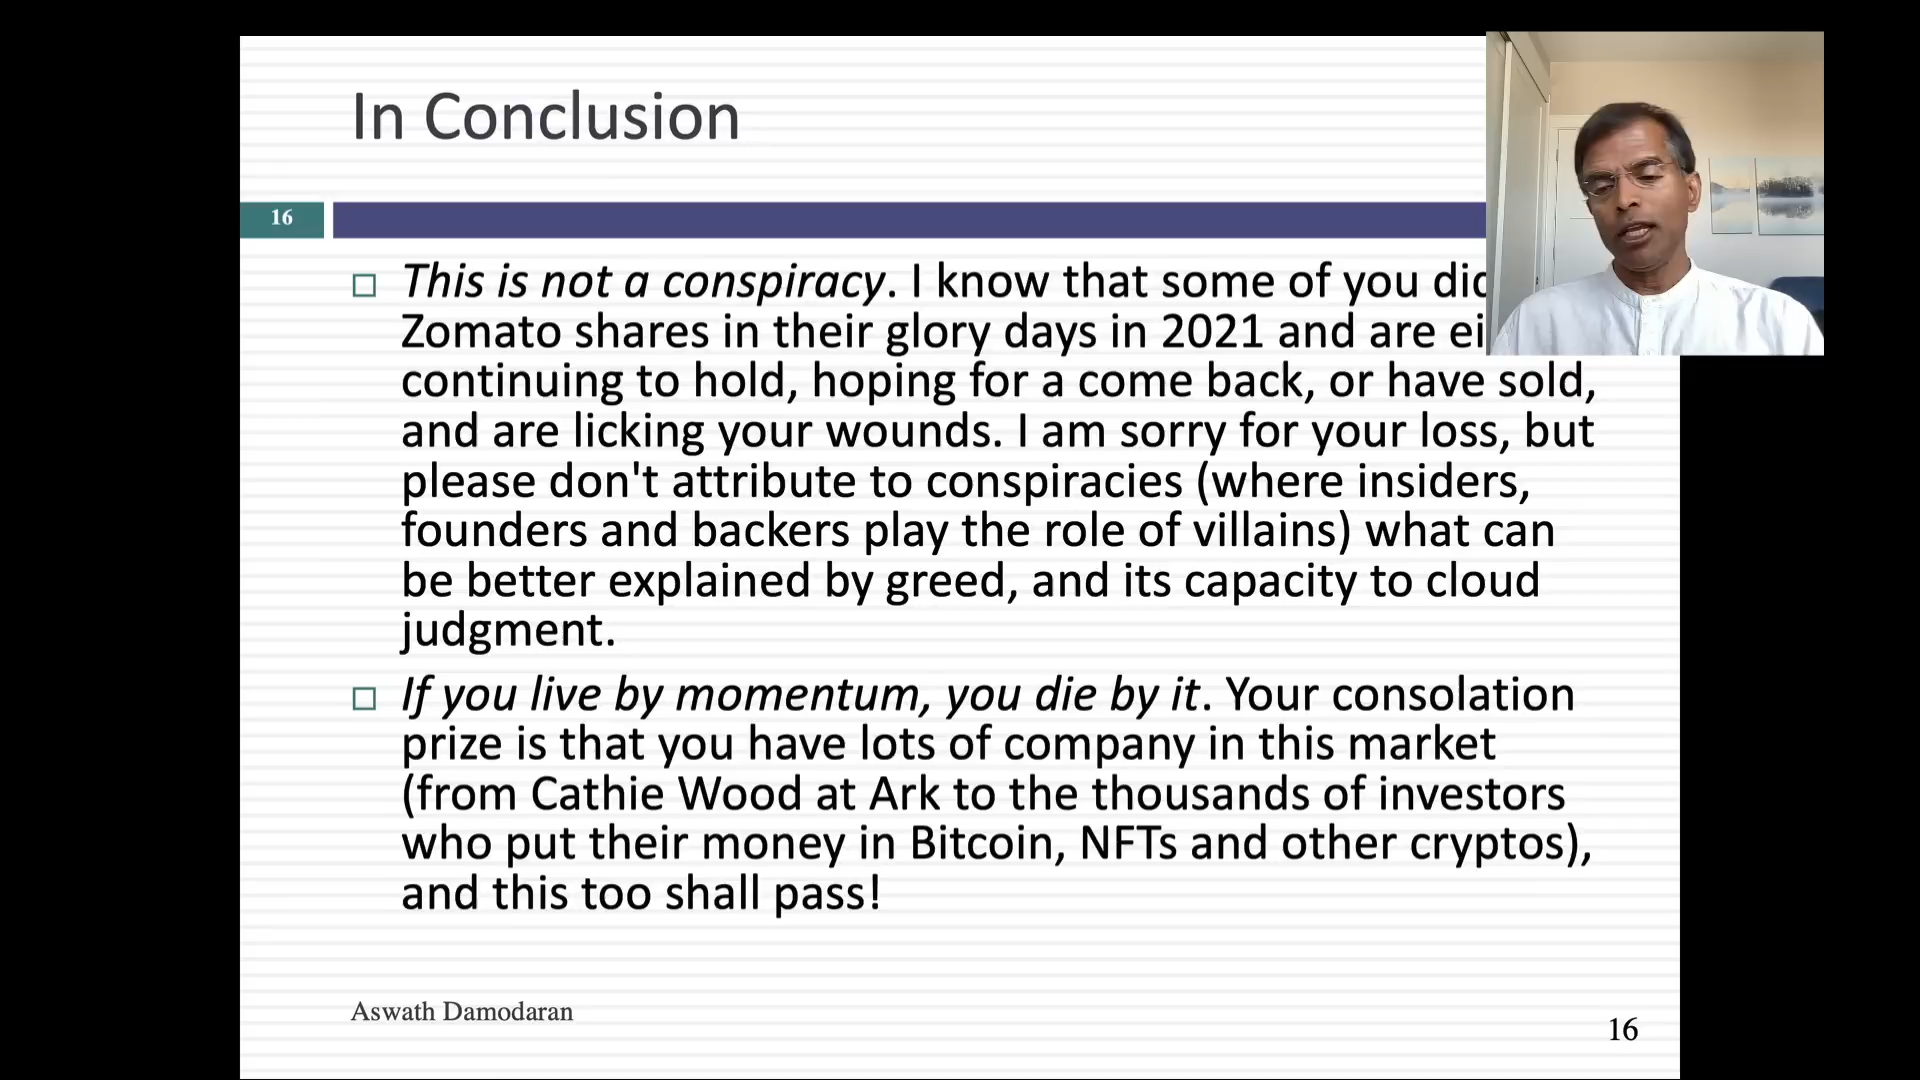 In Conclusion
16
This is not a conspiracy. I know that some of you
Zomato shares in their glory days in 2021 and are
continuing to hold, hoping for a come back, or have sold,
and are licking your wounds. I am sorry for your loss, but
please don't attribute to conspiracies (where insiders,
founders and backers play the role of villains) what can
be better explained by greed, and its capacity to cloud
judgment.
If you live by momentum, you die by it. Your consolation
prize is that you have lots of company in this market
(from Cathie Wood at Ark to the thousands of investors
who put their money in Bitcoin, NFTs and other cryptos),
and this too shall pass!
Aswath Damodaran
16